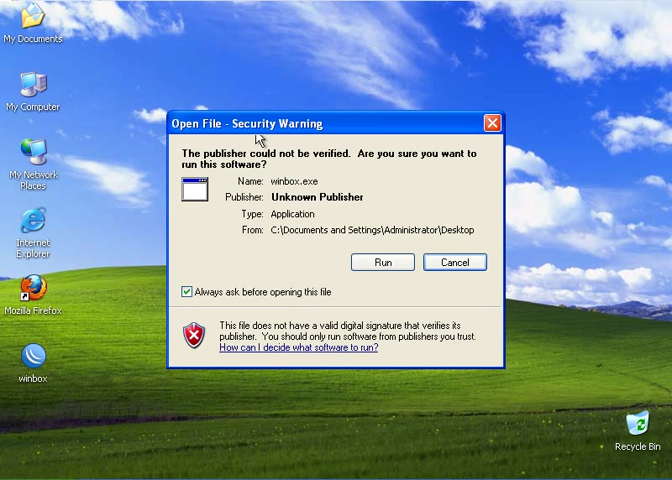 My Documents
My Computer
My Network
Places
Internet
Explorer
Mozilla Firefox
winbox
Open File - Security Warning
The publisher could not be verified.  Are you sure you want to
run this software?
Name: winbox.exe
Publisher: Unknown Publisher
Type: Application
From: C:\Documents and Settings\Administrator\Desktop
Run Cancel
Always ask before opening this file
This file does not have a valid digital signature that verifies its
publisher.  You should only run software from publishers you trust.
How can I decide what software to run?
Recycle Bin